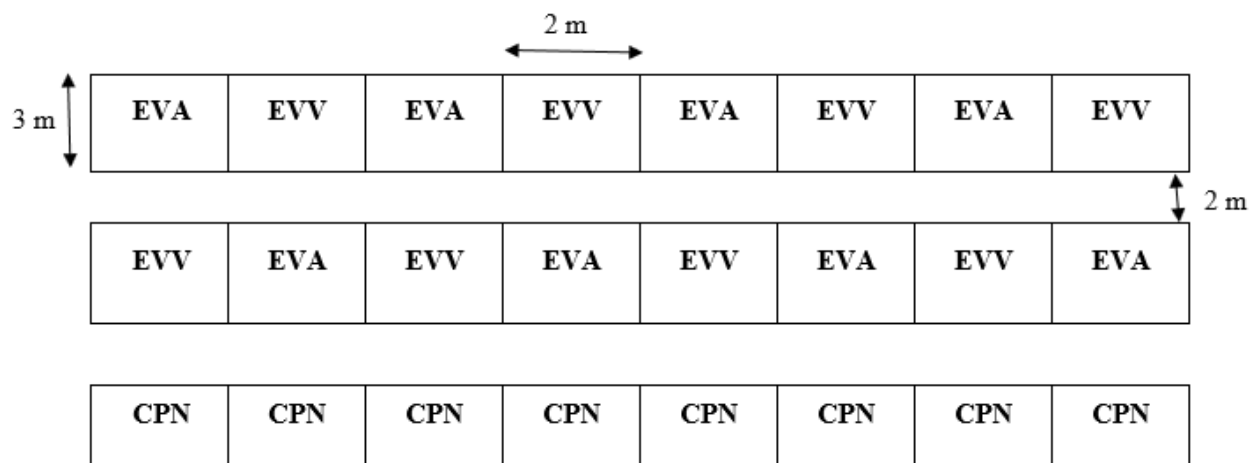 2 m
3 m
EVA EVV EVA EVV EVA EVV EVA EVV
2 m
EVV EVA EVV EVA EVV EVA EVV EVA
CPN CPN CPN CPN CPN CPN CPN CPN